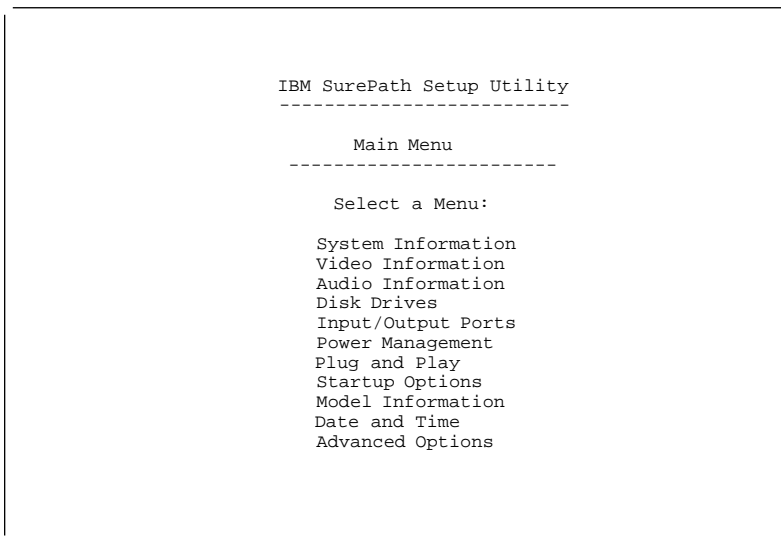 IBM SurePath Setup Utility
--------------------------
Main Menu
------------------------
Select a Menu:
System Information
Video Information
Audio Information
Disk Drives
Input/Output Ports
Power Management
Plug and Play
Startup Options
Model Information
Date and Time
Advanced Options